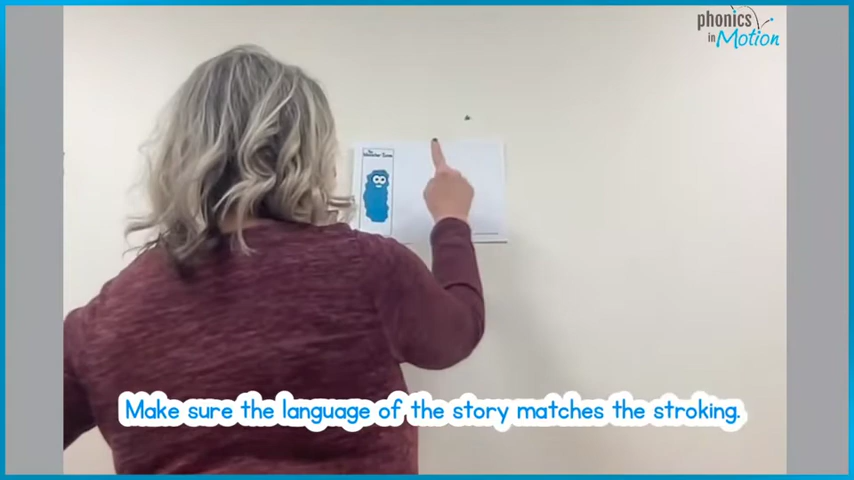 phonics
in Motion
Make sure the language of the story matches the stroking.